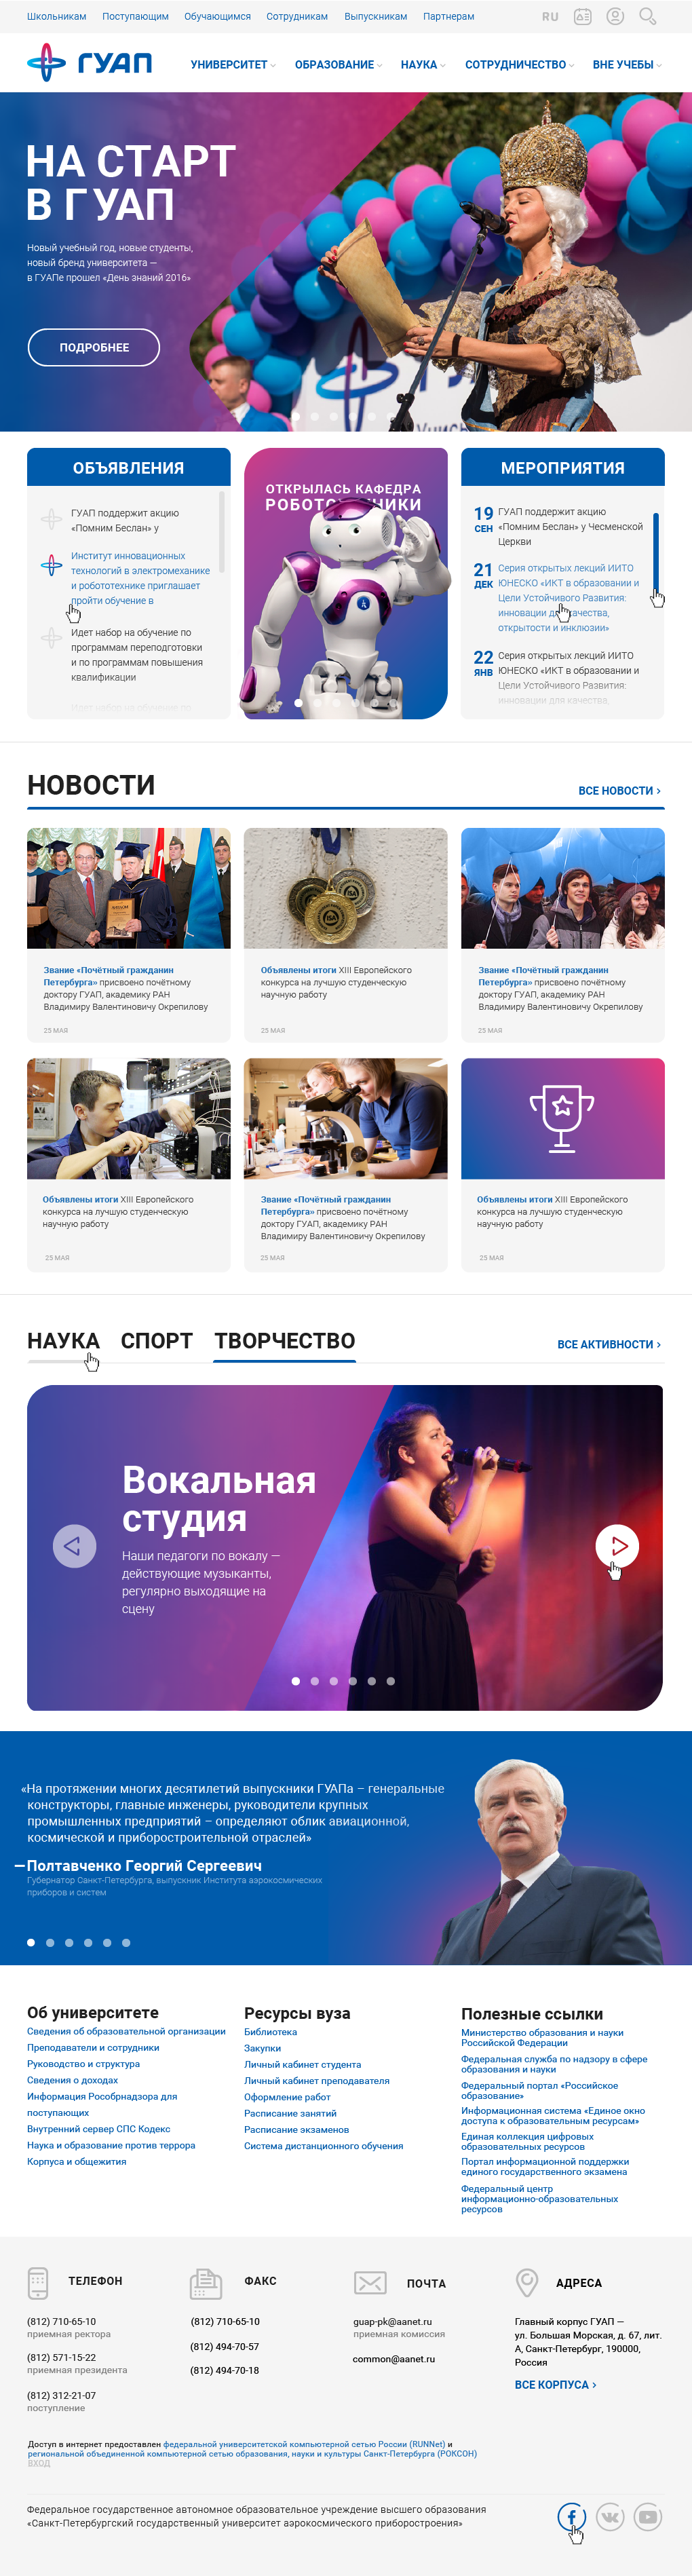 Школьникам Поступающим Обучающимся Сотрудникам Выпускникам Партнерам RU
ГУАП УНИВЕРСИТЕТ ОБРАЗОВАНИЕ НАУКА СОТРУДНИЧЕСТВО ВНЕ УЧЕБЫ
НА СТАРТ
В ГУАП
Новый учебный год, новые студенты,
новый бренд университета —
в ГУАПе прошел «День знаний 2016»
ПОДРОБНЕЕ
ОБЪЯВЛЕНИЯ
ГУАП поддержит акцию
«Помним Беслан» у
Институт инновационных
технологий в электромеханике
и робототехнике приглашает
пройти обучение в
Идет набор на обучение по
программам переподготовки
и по программам повышения
квалификации
Идет набор на обучение по
ОТКРЫЛАСЬ КАФЕДРА
МЕРОПРИЯТИЯ
19 СЕН
ГУАП поддержит акцию
«Помним Беслан» у Чесменской
Церкви
21 ДЕК
Серия открытых лекций ИИТО
ЮНЕСКО «ИКТ в образовании и
Цели Устойчивого Развития:
инновации для качества,
открытости и инклюзии»
22 ЯНВ
Серия открытых лекций ИИТО
ЮНЕСКО «ИКТ в образовании и
Цели Устойчивого Развития:
инновации для качества,
НОВОСТИ
ВСЕ НОВОСТИ ›
Звание «Почётный гражданин
Петербурга» присвоено почётному
доктору ГУАП, академику РАН
Владимиру Валентиновичу Окрепилову
25 МАЯ
Объявлены итоги XIII Европейского
конкурса на лучшую студенческую
научную работу
25 МАЯ
Звание «Почётный гражданин
Петербурга» присвоено почётному
доктору ГУАП, академику РАН
Владимиру Валентиновичу Окрепилову
25 МАЯ
Объявлены итоги XIII Европейского
конкурса на лучшую студенческую
научную работу
25 МАЯ
Звание «Почётный гражданин
Петербурга» присвоено почётному
доктору ГУАП, академику РАН
Владимиру Валентиновичу Окрепилову
25 МАЯ
Объявлены итоги XIII Европейского
конкурса на лучшую студенческую
научную работу
25 МАЯ
НАУКА СПОРТ ТВОРЧЕСТВО
ВСЕ АКТИВНОСТИ ›
Вокальная
студия
Наши педагоги по вокалу —
действующие музыканты,
регулярно выходящие на
сцену
«На протяжении многих десятилетий выпускники ГУАПа – генеральные
конструкторы, главные инженеры, руководители крупных
промышленных предприятий – определяют облик авиационной,
космической и приборостроительной отраслей»
—Полтавченко Георгий Сергеевич
Губернатор Санкт-Петербурга, выпускник Института аэрокосмических
приборов и систем
Об университете
Сведения об образовательной организации
Преподаватели и сотрудники
Руководство и структура
Сведения о доходах
Информация Рособрнадзора для
поступающих
Внутренний сервер СПС Кодекс
Наука и образование против террора
Корпуса и общежития
Ресурсы вуза
Библиотека
Закупки
Личный кабинет студента
Личный кабинет преподавателя
Оформление работ
Расписание занятий
Расписание экзаменов
Система дистанционного обучения
Полезные ссылки
Министерство образования и науки
Российской Федерации
Федеральная служба по надзору в сфере
образования и науки
Федеральный портал «Российское
образование»
Информационная система «Единое окно
доступа к образовательным ресурсам»
Единая коллекция цифровых
образовательных ресурсов
Портал информационной поддержки
единого государственного экзамена
Федеральный центр
информационно-образовательных
ресурсов
ТЕЛЕФОН
(812) 710-65-10
приемная ректора
(812) 571-15-22
приемная президента
(812) 312-21-07
поступление
ФАКС
(812) 710-65-10
(812) 494-70-57
(812) 494-70-18
ПОЧТА
guap-pk@aanet.ru
приемная комиссия
common@aanet.ru
АДРЕСА
Главный корпус ГУАП —
ул. Большая Морская, д. 67, лит.
А, Санкт-Петербург, 190000,
Россия
ВСЕ КОРПУСА ›
Доступ в интернет предоставлен федеральной университетской компьютерной сетью России (RUNNet) и
региональной объединенной компьютерной сетью образования, науки и культуры Санкт-Петербурга (РОКСОН)
ВХОД
Федеральное государственное автономное образовательное учреждение высшего образования
«Санкт-Петербургский государственный университет аэрокосмического приборостроения»